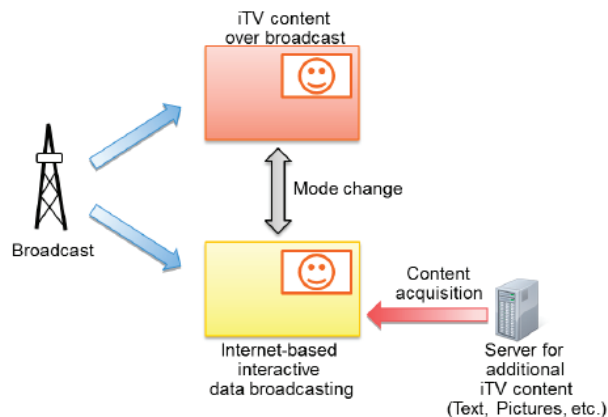 iTV content
over broadcast
Mode change
Broadcast
Content
acquisition
Internet-based
interactive
data broadcasting
Server for
additional
iTV content
(Text, Pictures, etc.)